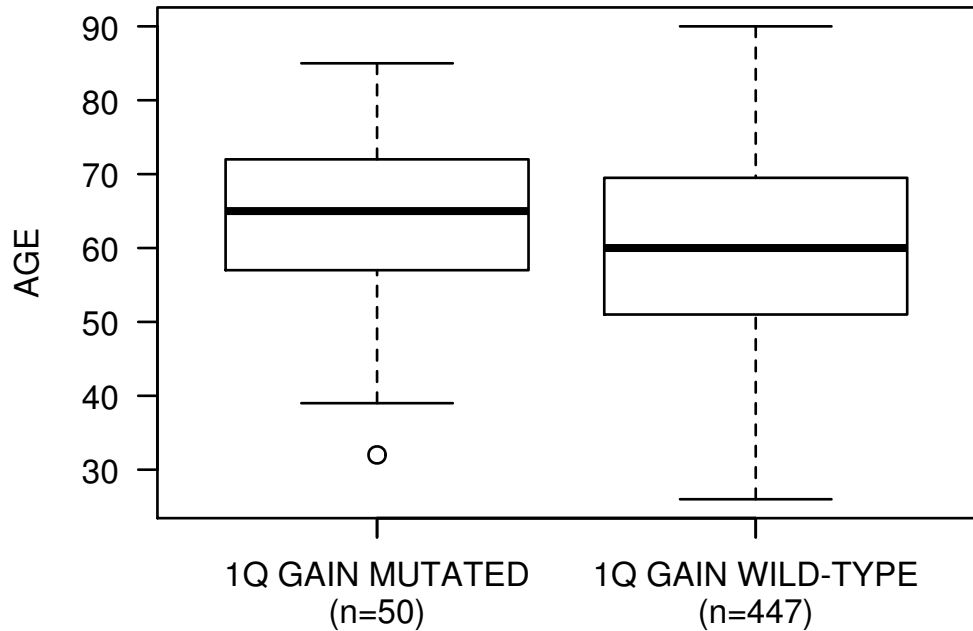 90
80
70
60
50
40
30
AGE
1Q GAIN MUTATED
(n=50)
1Q GAIN WILD-TYPE
(n=447)